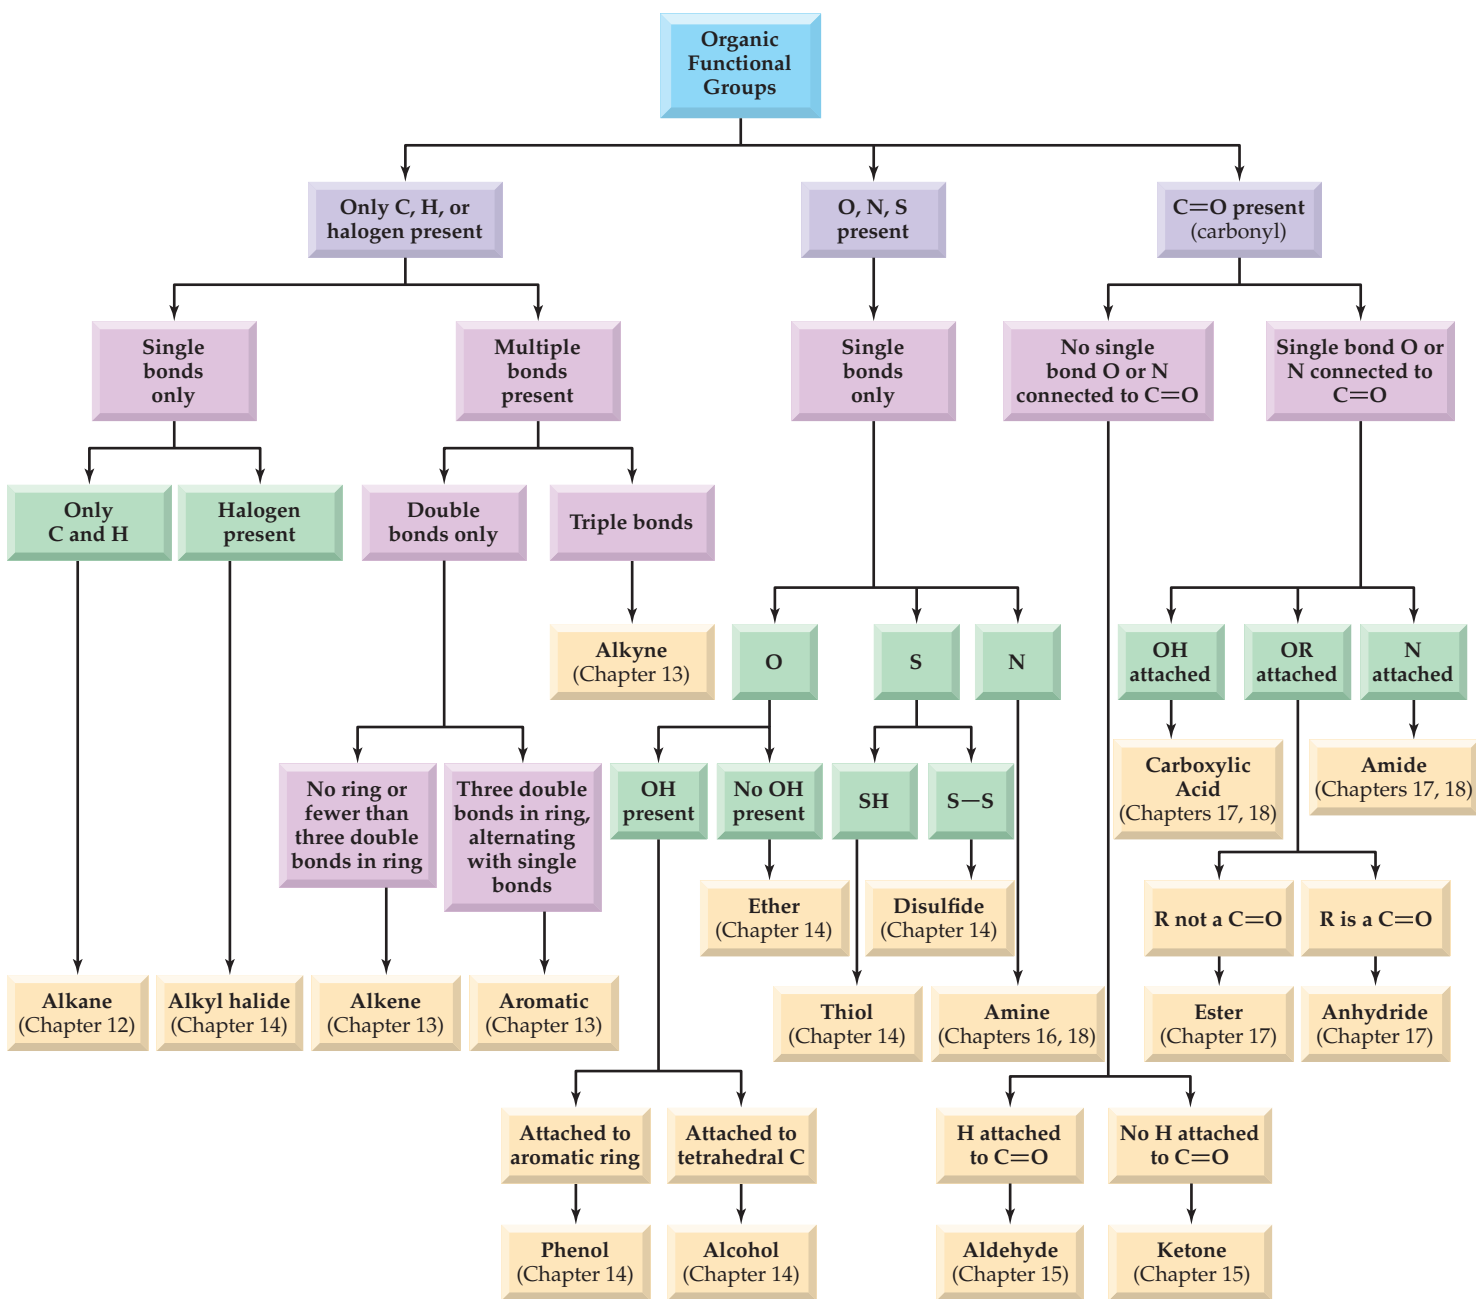 Organic
Functional
Groups
Only C, H, or
halogen present
O, N, S
present
C=O present
(carbonyl)
Single
bonds
only
Multiple
bonds
present
Single
bonds
only
No single
bond O or N
connected to C=O
Single bond O or
N connected to
C=O
Only
C and H
Halogen
present
Double
bonds only
Triple bonds
Alkyne
(Chapter 13)
O
S
N
OH
attached
OR
attached
N
attached
No ring or
fewer than
three double
bonds in ring
Three double
bonds in ring,
alternating
with single
bonds
OH
present
No OH
present
SH
S—S
Carboxylic
Acid
(Chapters 17, 18)
Amide
(Chapters 17, 18)
Ether
(Chapter 14)
Disulfide
(Chapter 14)
R not a C=O
R is a C=O
Alkane
(Chapter 12)
Alkyl halide
(Chapter 14)
Alkene
(Chapter 13)
Aromatic
(Chapter 13)
Thiol
(Chapter 14)
Amine
(Chapters 16, 18)
Ester
(Chapter 17)
Anhydride
(Chapter 17)
Attached to
aromatic ring
Attached to
tetrahedral C
H attached
to C=O
No H attached
to C=O
Phenol
(Chapter 14)
Alcohol
(Chapter 14)
Aldehyde
(Chapter 15)
Ketone
(Chapter 15)